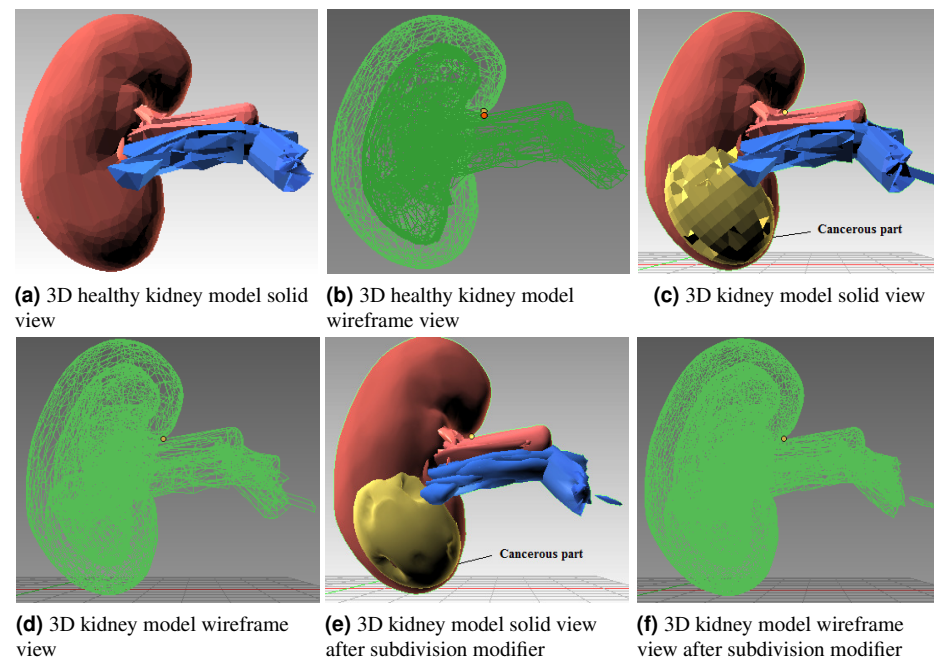 Cancerous part
(a) 3D healthy kidney model solid
view
(b) 3D healthy kidney model
wireframe view
(c) 3D kidney model solid view
Cancerous part
(d) 3D kidney model wireframe
view
(e) 3D kidney model solid view
after subdivision modifier
(f) 3D kidney model wireframe
view after subdivision modifier